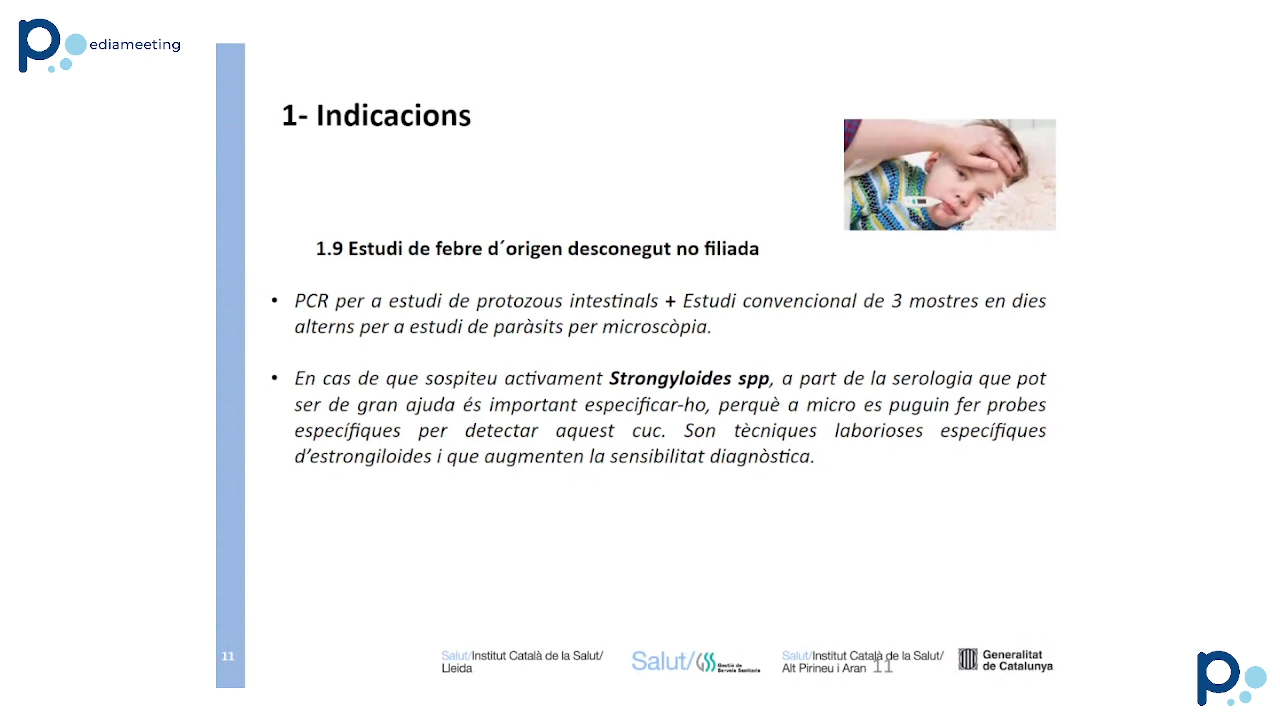 ediameeting
1- Indicacions
1.9 Estudi de febre d´origen desconegut no filiada
• PCR per a estudi de protozous intestinals + Estudi convencional de 3 mostres en dies
alterns per a estudi de paràsits per microscòpia.
• En cas de que sospiteu activament Strongyloides spp, a part de la serologia que pot
ser de gran ajuda és important especificar-ho, perquè a micro es puguin fer probes
específiques per detectar aquest cuc. Son tècniques laborioses específiques
d’estrongiloides i que augmenten la sensibilitat diagnòstica.
11
Salut/Institut Català de la Salut/
Lleida
Salut/
Gestió de
Serveis Sanitaris
Salut/Institut Català de la Salut/
Alt Pirineu i Aran
11
Generalitat
de Catalunya